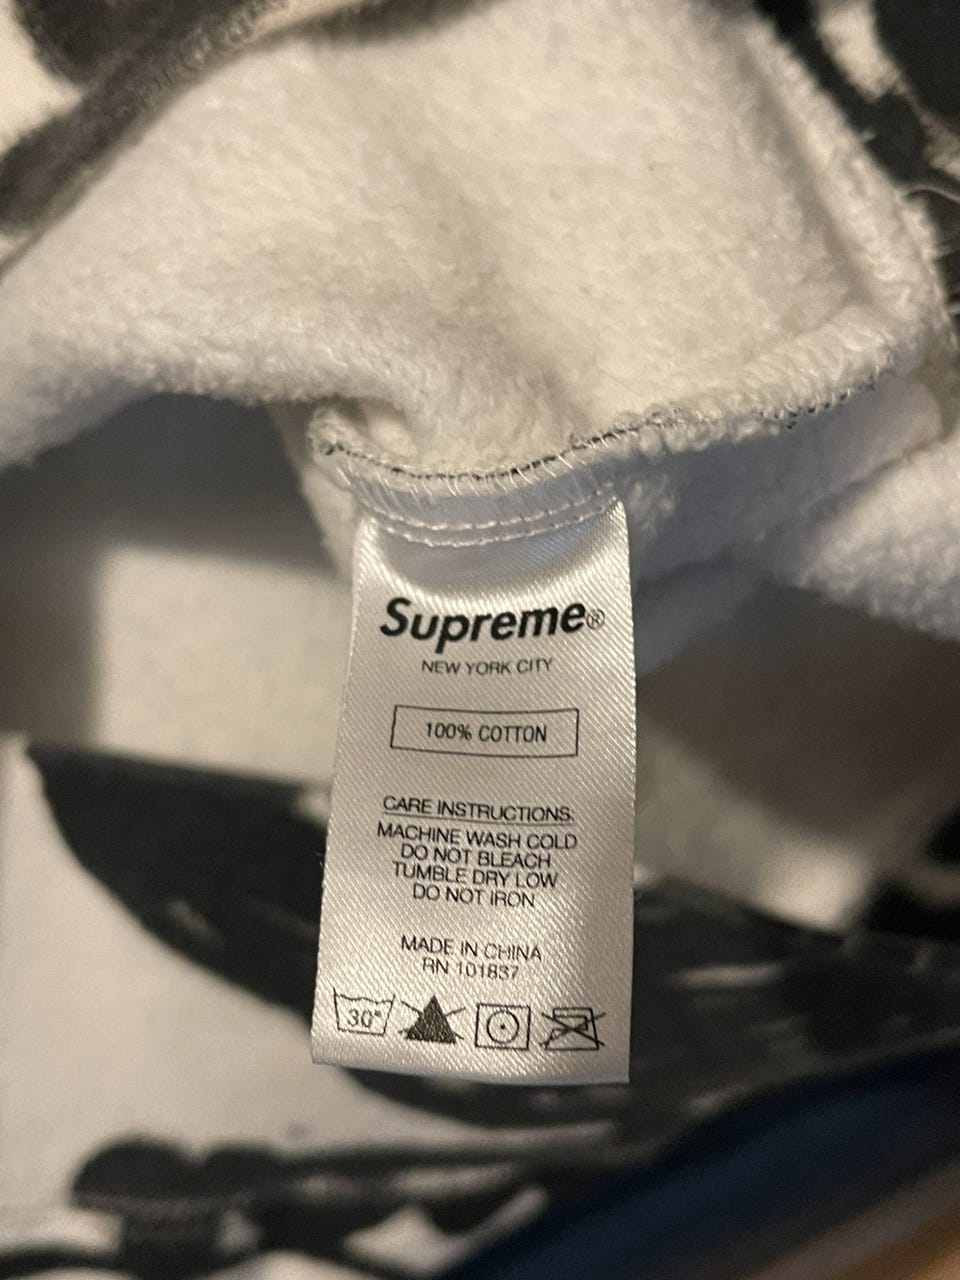 Supreme®
NEW YORK CITY
100% COTTON
CARE INSTRUCTIONS:
MACHINE WASH COLD
DO NOT BLEACH
TUMBLE DRY LOW
DO NOT IRON
MADE IN CHINA
RN 101837
30°